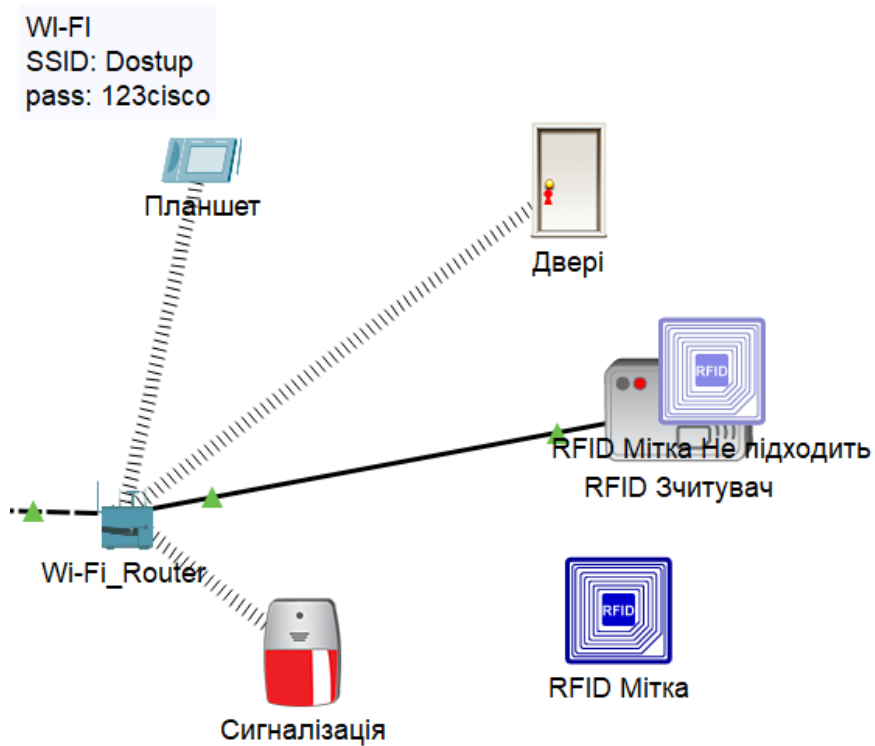 WI-FI
SSID: Dostup
pass: 123cisco
Планшет
Двері
RFID
RFID Мітка Не підходить
RFID Зчитувач
Wi-Fi_Router
RFID
RFID Мітка
Сигналізація